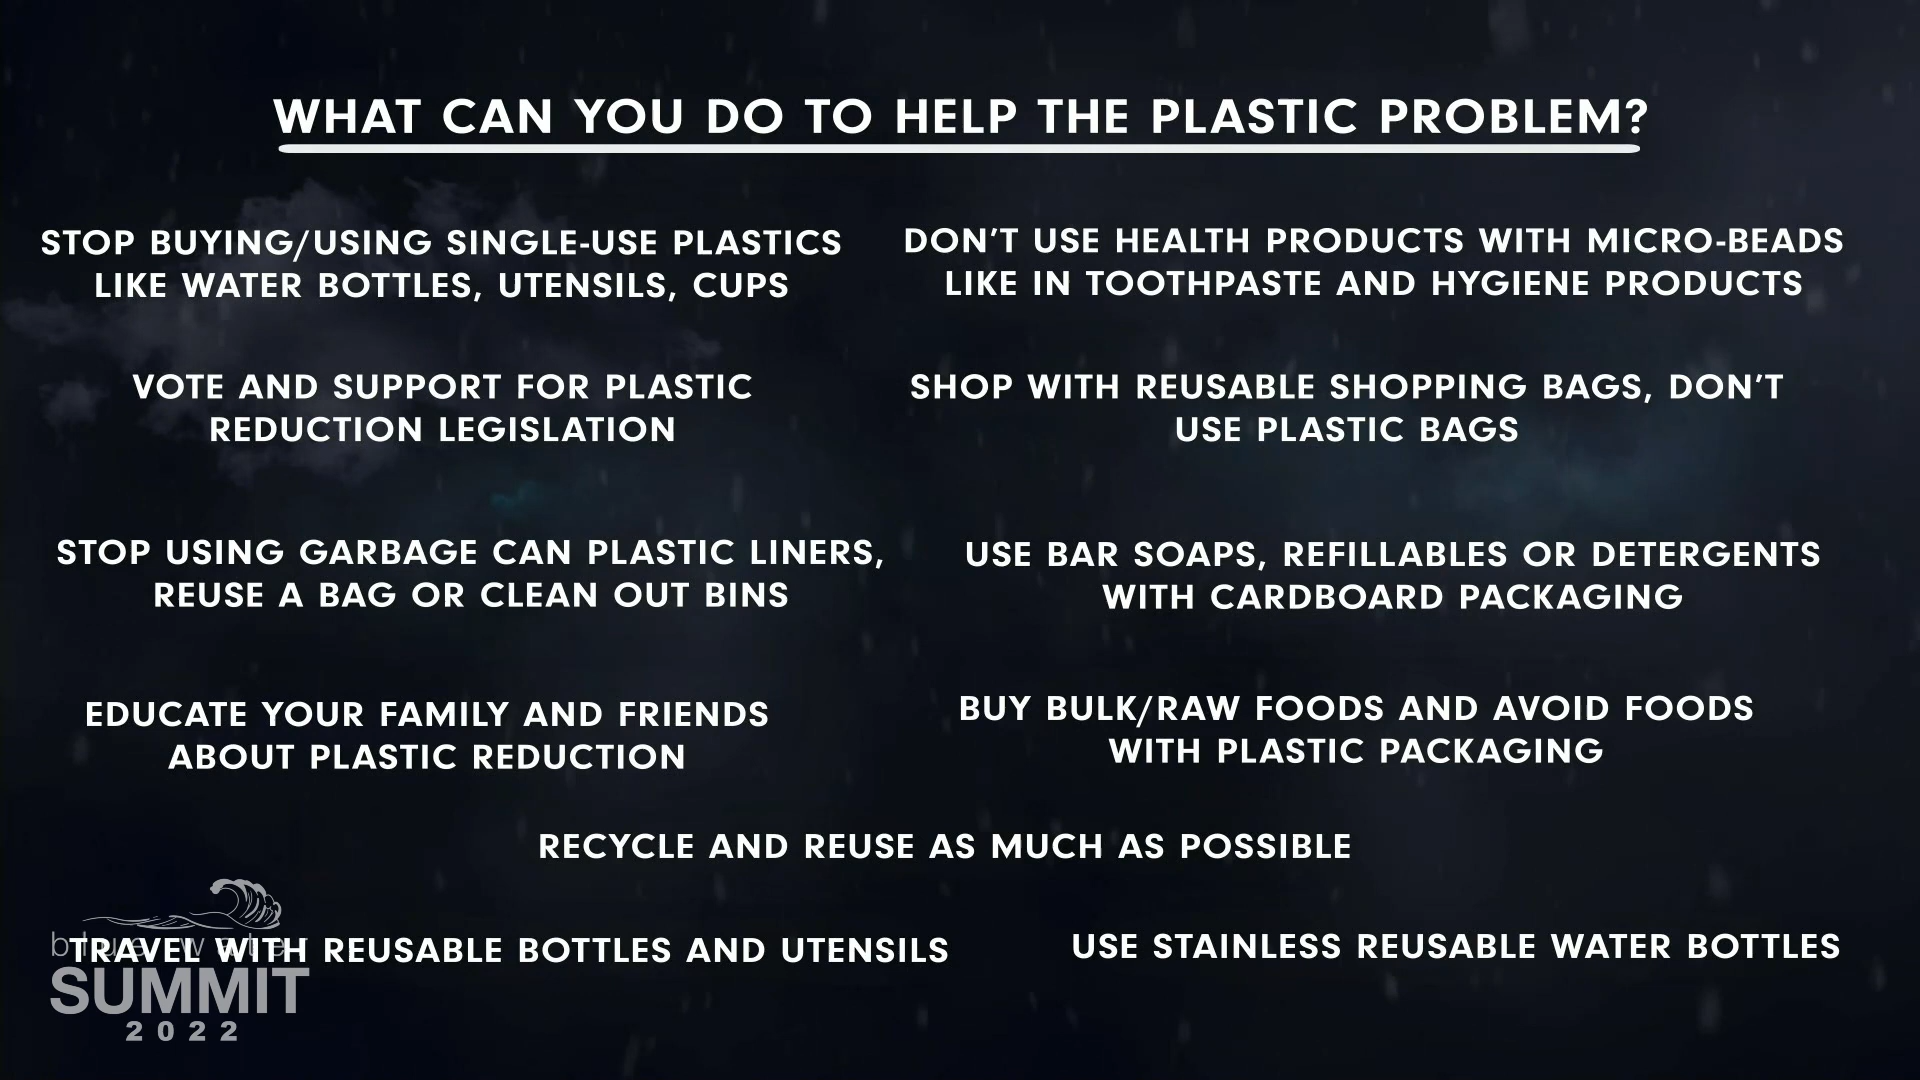 WHAT CAN YOU DO TO HELP THE PLASTIC PROBLEM?
STOP BUYING/USING SINGLE-USE PLASTICS
LIKE WATER BOTTLES, UTENSILS, CUPS
DON'T USE HEALTH PRODUCTS WITH MICRO-BEADS
LIKE IN TOOTHPASTE AND HYGIENE PRODUCTS
VOTE AND SUPPORT FOR PLASTIC
REDUCTION LEGISLATION
SHOP WITH REUSABLE SHOPPING BAGS, DON'T
USE PLASTIC BAGS
STOP USING GARBAGE CAN PLASTIC LINERS,
REUSE A BAG OR CLEAN OUT BINS
USE BAR SOAPS, REFILLABLES OR DETERGENTS
WITH CARDBOARD PACKAGING
EDUCATE YOUR FAMILY AND FRIENDS
ABOUT PLASTIC REDUCTION
BUY BULK/RAW FOODS AND AVOID FOODS
WITH PLASTIC PACKAGING
RECYCLE AND REUSE AS MUCH AS POSSIBLE
TRAVEL WITH REUSABLE BOTTLES AND UTENSILS
USE STAINLESS REUSABLE WATER BOTTLES
SUMMIT
2022